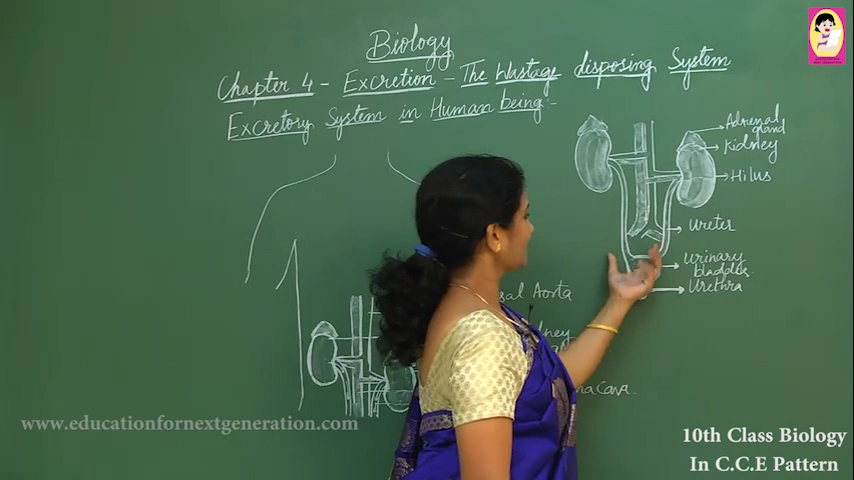 Biology
Chapter 4 - Excretion - The Wastage disposing System
Excretory System in Human being:-
Adrenal
gland
Kidney
Hilus
Ureter
Urinary
bladder
Urethra
Aorta
www.educationfornextgeneration.com
10th Class Biology
In C.C.E Pattern